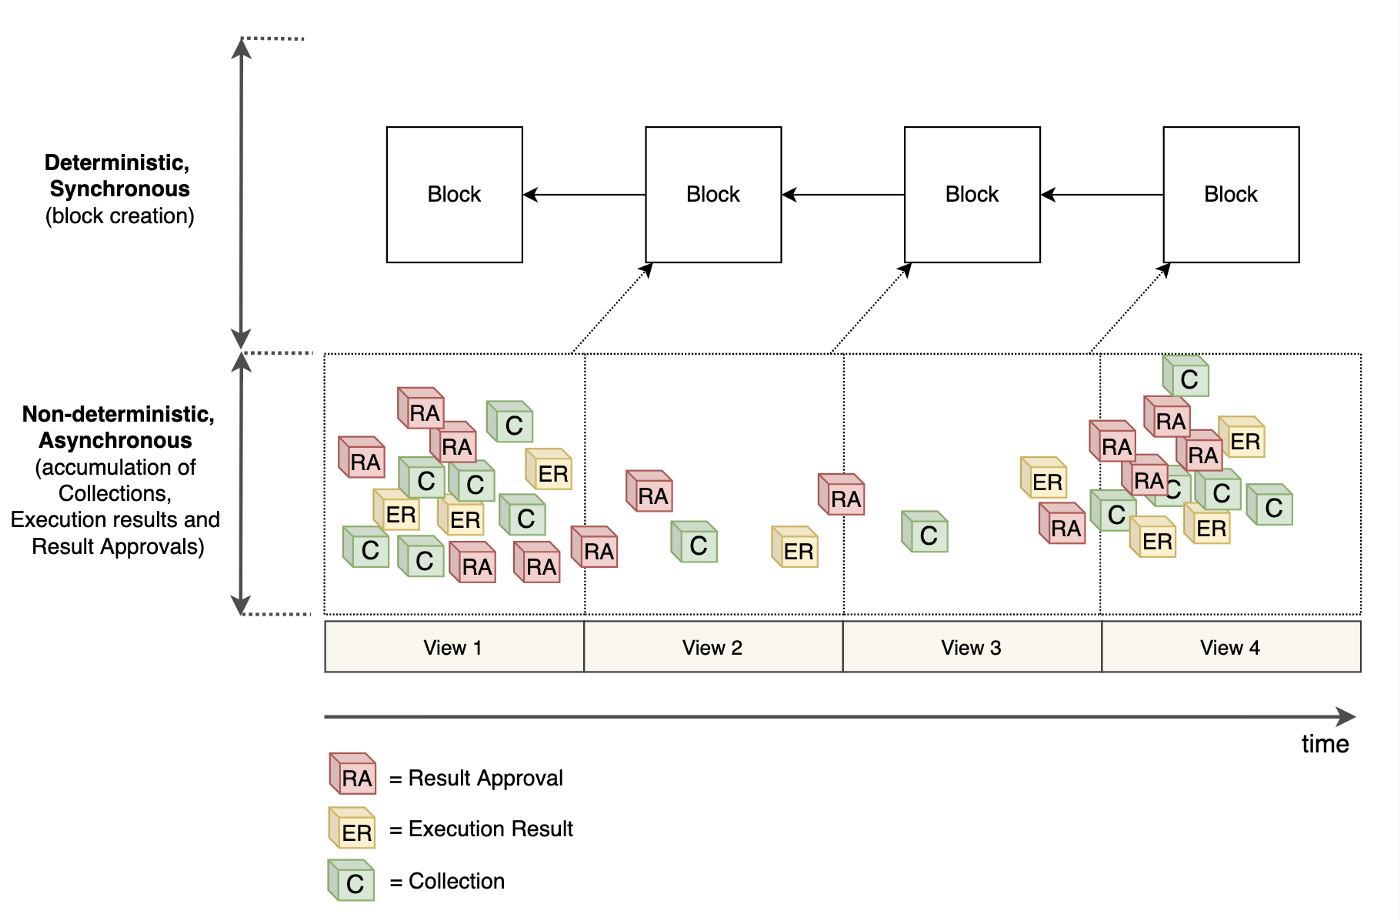 Deterministic,
Synchronous
(block creation)
Block
Block
Block
Block
Non-deterministic,
Asynchronous
(accumulation of
Collections,
Execution results and
Result Approvals)
RA
RA
RA
C
C
C
ER
ER
ER
C
C
C
RA
RA
RA
RA
C
ER
RA
C
ER
RA
C
RA
RA
RA
ER
RA
C
C
C
C
ER
ER
View 1
View 2
View 3
View 4
time
RA = Result Approval
ER = Execution Result
C = Collection